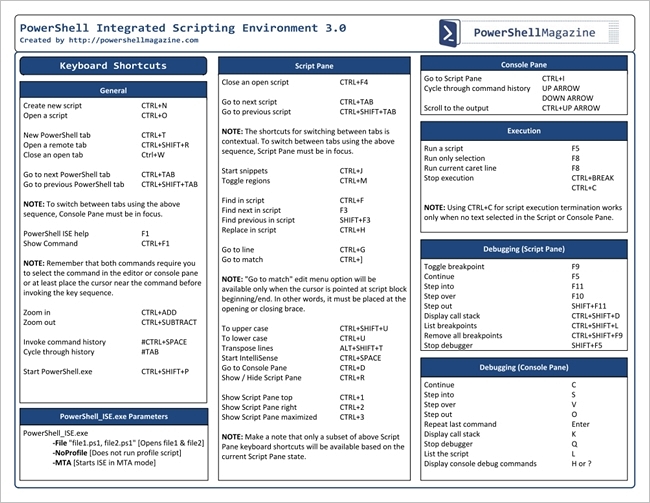 PowerShell Integrated Scripting Environment 3.0
Created by http://powershellmagazine.com
PowerShellMagazine
Keyboard Shortcuts
General
Create new script CTRL+N
Open a script CTRL+O
New PowerShell tab CTRL+T
Open a remote tab CTRL+SHIFT+R
Close an open tab Ctrl+W
Go to next PowerShell tab CTRL+TAB
Go to previous PowerShell tab CTRL+SHIFT+TAB
NOTE: To switch between tabs using the above
sequence, Console Pane must be in focus.
PowerShell ISE help F1
Show Command CTRL+F1
NOTE: Remember that both commands require you
to select the command in the editor or console pane
or at least place the cursor near the command before
invoking the key sequence.
Zoom in CTRL+ADD
Zoom out CTRL+SUBTRACT
Invoke command history #CTRL+SPACE
Cycle through history #TAB
Start PowerShell.exe CTRL+SHIFT+P
PowerShell_ISE.exe Parameters
PowerShell_ISE.exe
-File "file1.ps1, file2.ps1" [Opens file1 & file2]
-NoProfile [Does not run profile script]
-MTA [Starts ISE in MTA mode]
Script Pane
Close an open script CTRL+F4
Go to next script CTRL+TAB
Go to previous script CTRL+SHIFT+TAB
NOTE: The shortcuts for switching between tabs is
contextual. To switch between tabs using the above
sequence, Script Pane must be in focus.
Start snippets CTRL+J
Toggle regions CTRL+M
Find in script CTRL+F
Find next in script F3
Find previous in script SHIFT+F3
Replace in script CTRL+H
Go to line CTRL+G
Go to match CTRL+]
NOTE: "Go to match" edit menu option will be
available only when the cursor is pointed at script block
beginning/end. In other words, it must be placed at the
opening or closing brace.
To upper case CTRL+SHIFT+U
To lower case CTRL+U
Transpose lines ALT+SHIFT+T
Start IntelliSense CTRL+SPACE
Go to Console Pane CTRL+D
Show / Hide Script Pane CTRL+R
Show Script Pane top CTRL+1
Show Script Pane right CTRL+2
Show Script Pane maximized CTRL+3
NOTE: Make a note that only a subset of above Script
Pane keyboard shortcuts will be available based on the
current Script Pane state.
Console Pane
Go to Script Pane CTRL+I
Cycle through command history UP ARROW
DOWN ARROW
Scroll to the output CTRL+UP ARROW
Execution
Run a script F5
Run only selection F8
Run current caret line F8
Stop execution CTRL+BREAK
CTRL+C
NOTE: Using CTRL+C for script execution termination works
only when no text selected in the Script or Console Pane.
Debugging (Script Pane)
Toggle breakpoint F9
Continue F5
Step into F11
Step over F10
Step out SHIFT+F11
Display call stack CTRL+SHIFT+D
List breakpoints CTRL+SHIFT+L
Remove all breakpoints CTRL+SHIFT+F9
Stop debugger SHIFT+F5
Debugging (Console Pane)
Continue C
Step into S
Step over V
Step out O
Repeat last command Enter
Display call stack K
Stop debugger Q
List the script L
Display console debug commands H or ?